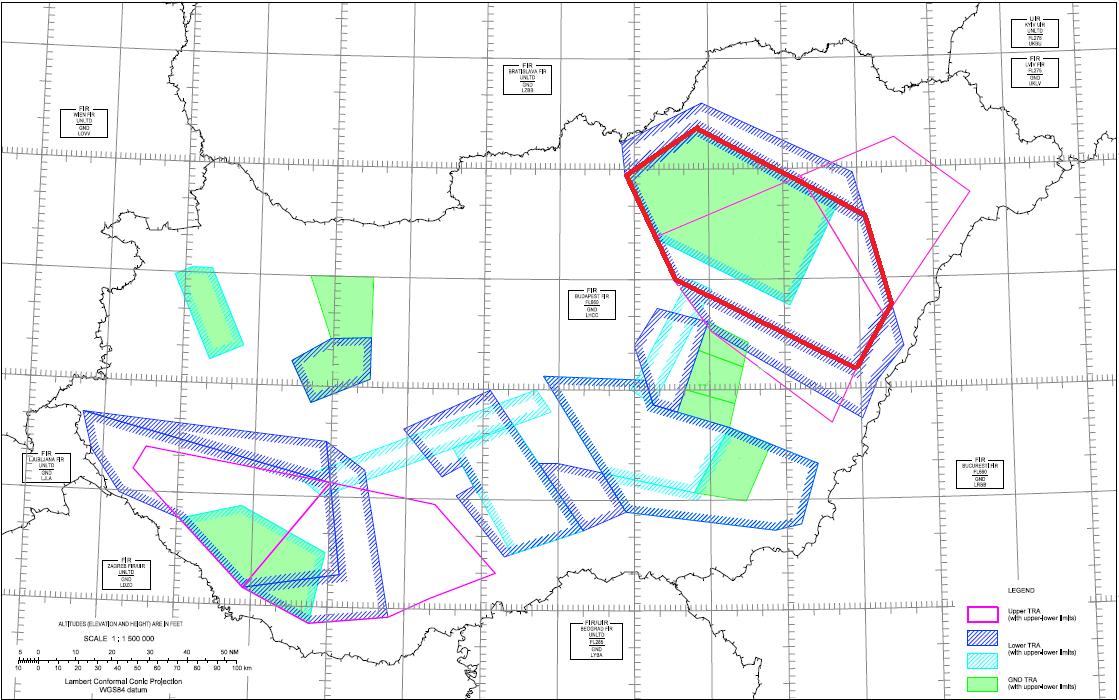 UIR
KYIV UIR
UNLTD
FL275
UKBU
FIR
LVIV FIR
FL275
GND
UKLV
FIR
BRATISLAVA FIR
UNLTD
GND
LZBB
FIR
WIEN FIR
UNLTD
GND
LOVV
FIR
BUDAPEST FIR
FL660
GND
LHCC
FIR
LJUBLJANA FIR
UNLTD
GND
LJLA
FIR
BUCURESTI FIR
FL660
GND
LRBB
FIR
ZAGREB FIR/UIR
UNLTD
GND
LDZO
FIR/UIR
BEOGRAD FIR
UNLTD
FL285
GND
LYBA
ALTITUDES (ELEVATION AND HEIGHT) ARE IN FEET
SCALE 1 : 1 500 000
5 0 10 20 30 40 50 NM
10 0 10 20 30 40 50 60 70 80 90 100 km
Lambert Conformal Conic Projection
WGS84 datum
LEGEND
Upper TRA
(with upper-lower limits)
Lower TRA
(with upper-lower limits)
GND TRA
(with upper-lower limits)